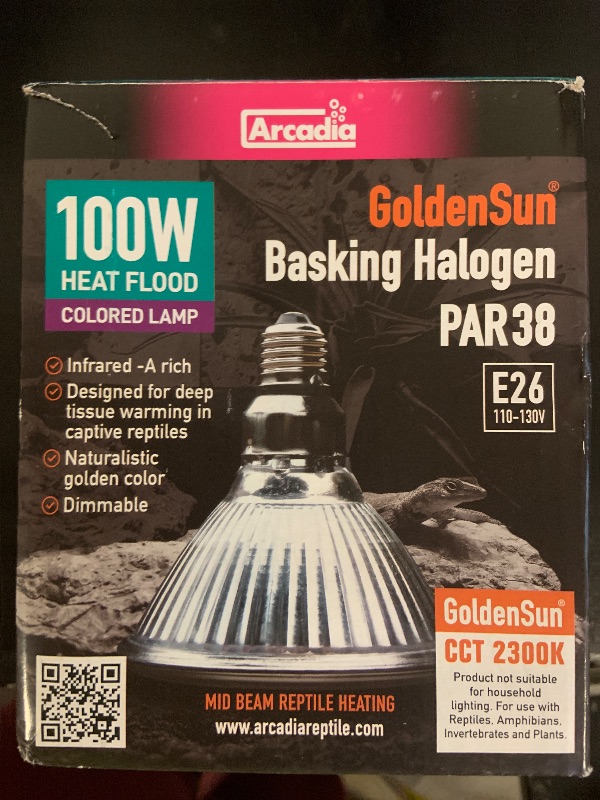 Arcadia
100W
HEAT FLOOD
COLORED LAMP
GoldenSun®
Basking Halogen
PAR38
E26
110-130V
Infrared -A rich
Designed for deep
tissue warming in
captive reptiles
Naturalistic
golden color
Dimmable
GoldenSun®
CCT 2300K
Product not suitable
for household
lighting. For use with
Reptiles, Amphibians,
Invertebrates and Plants.
MID BEAM REPTILE HEATING
www.arcadiareptile.com